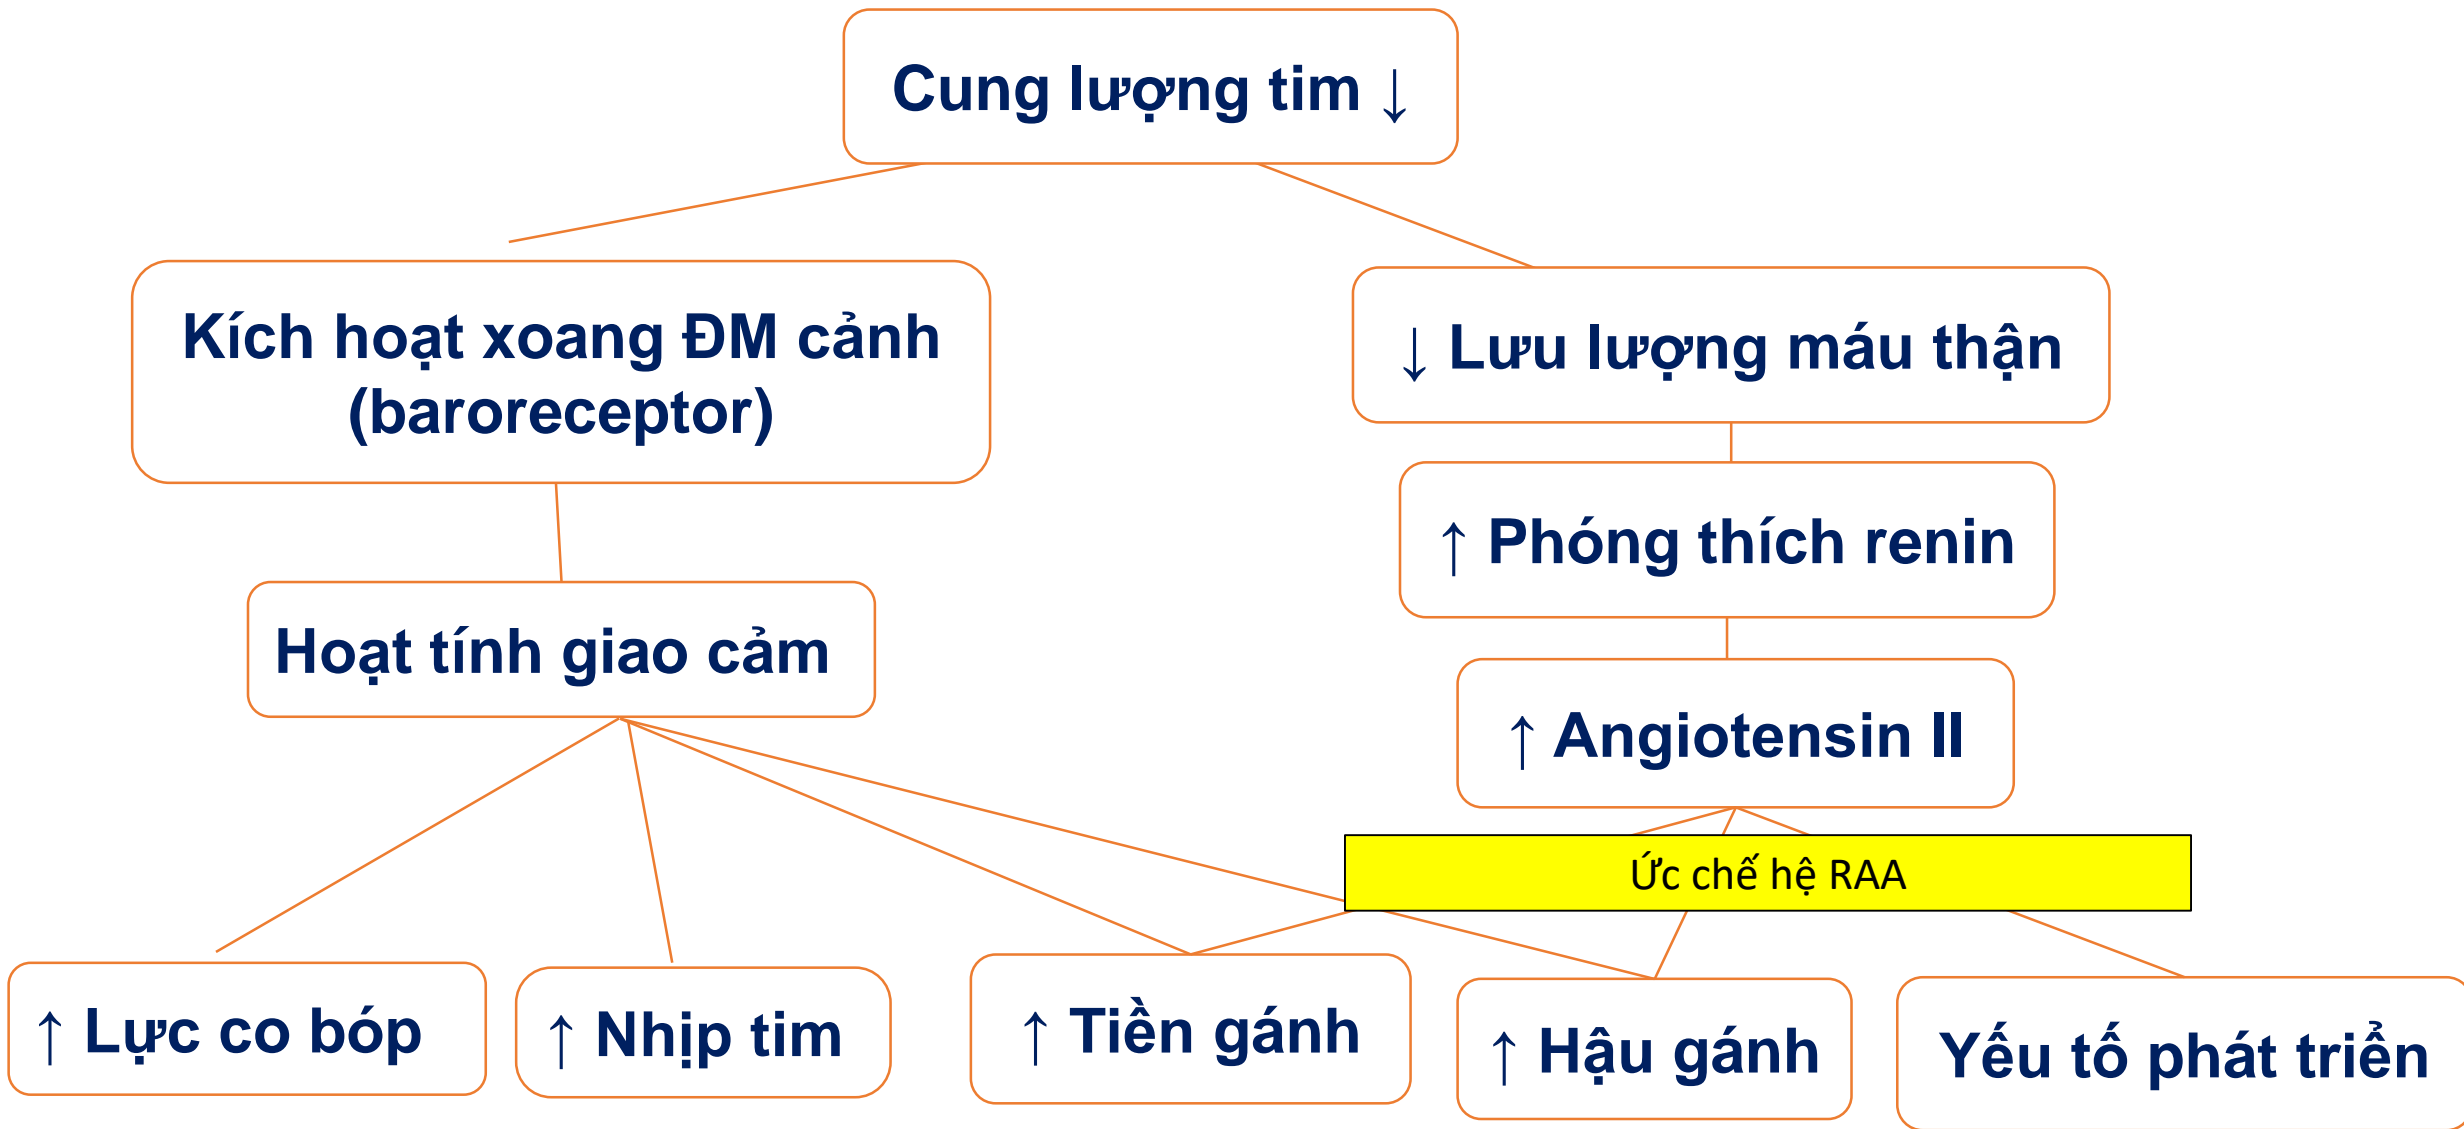 Cung lượng tim ↓
Kích hoạt xoang ĐM cảnh
(baroreceptor)
↓ Lưu lượng máu thận
↑ Phóng thích renin
Hoạt tính giao cảm
↑ Angiotensin II
Ức chế hệ RAA
↑ Lực co bóp
↑ Nhịp tim
↑ Tiền gánh
↑ Hậu gánh
Yếu tố phát triển